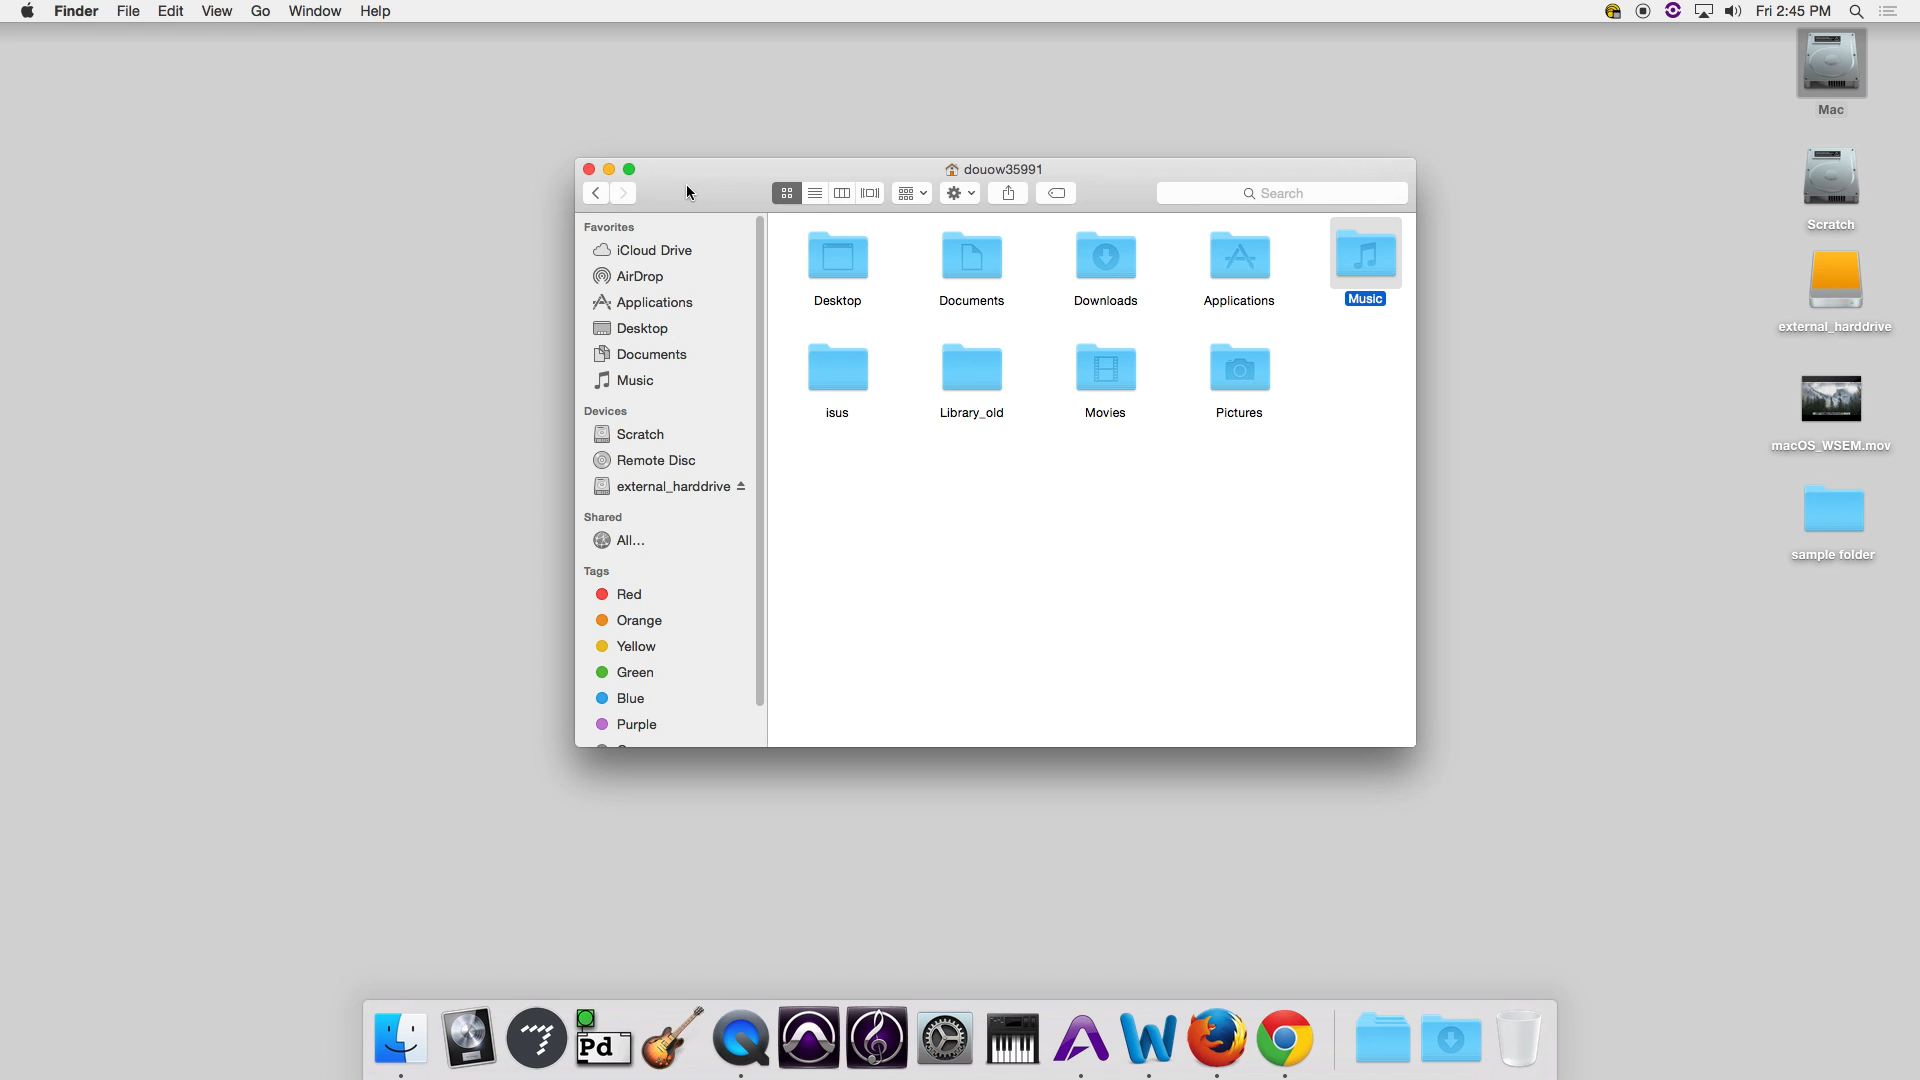 Finder File Edit View Go Window Help
Fri 2:45 PM
Mac
Scratch
external_harddrive
macOS_WSEM.mov
sample folder
douow35991
Search
Favorites
iCloud Drive
AirDrop
Applications
Desktop
Documents
Music
Devices
Scratch
Remote Disc
external_harddrive
Shared
All...
Tags
Red
Orange
Yellow
Green
Blue
Purple
Desktop Documents Downloads Applications Music
isus Library_old Movies Pictures
Pd